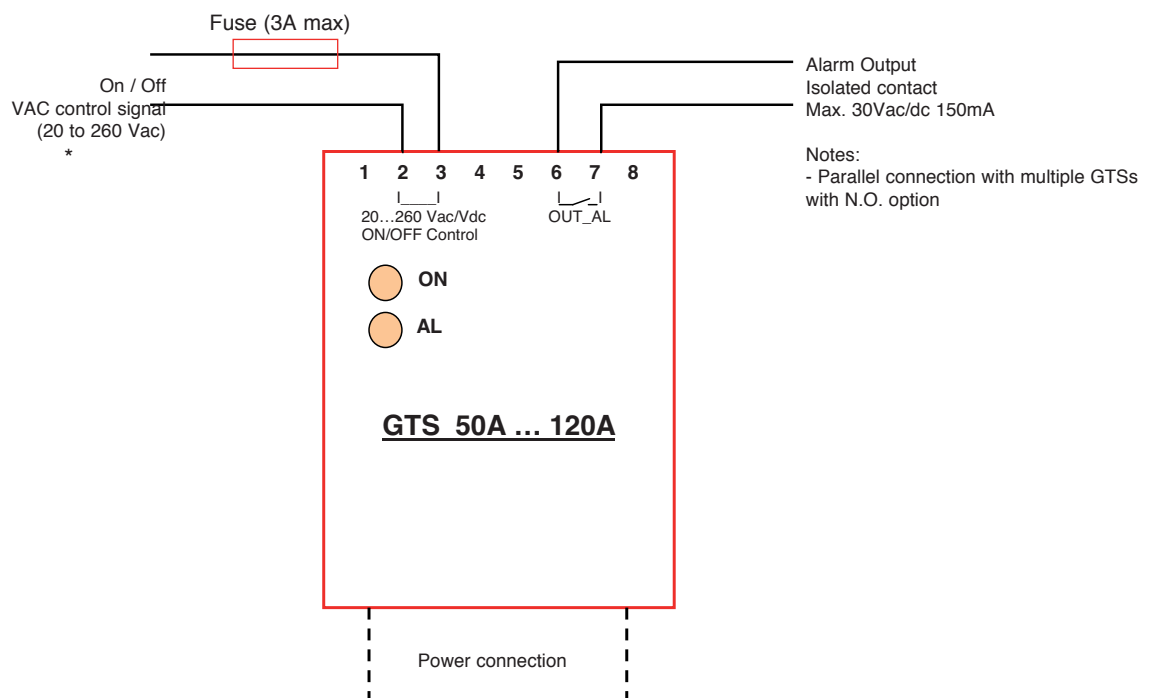 Fuse (3A max)
On / Off
VAC control signal
(20 to 260 Vac)
*
Alarm Output
Isolated contact
Max. 30Vac/dc 150mA
Notes:
- Parallel connection with multiple GTSs
with N.O. option
1 2 3 4 5 6 7 8
20...260 Vac/Vdc
ON/OFF Control
OUT_AL
ON
AL
GTS 50A ... 120A
Power connection